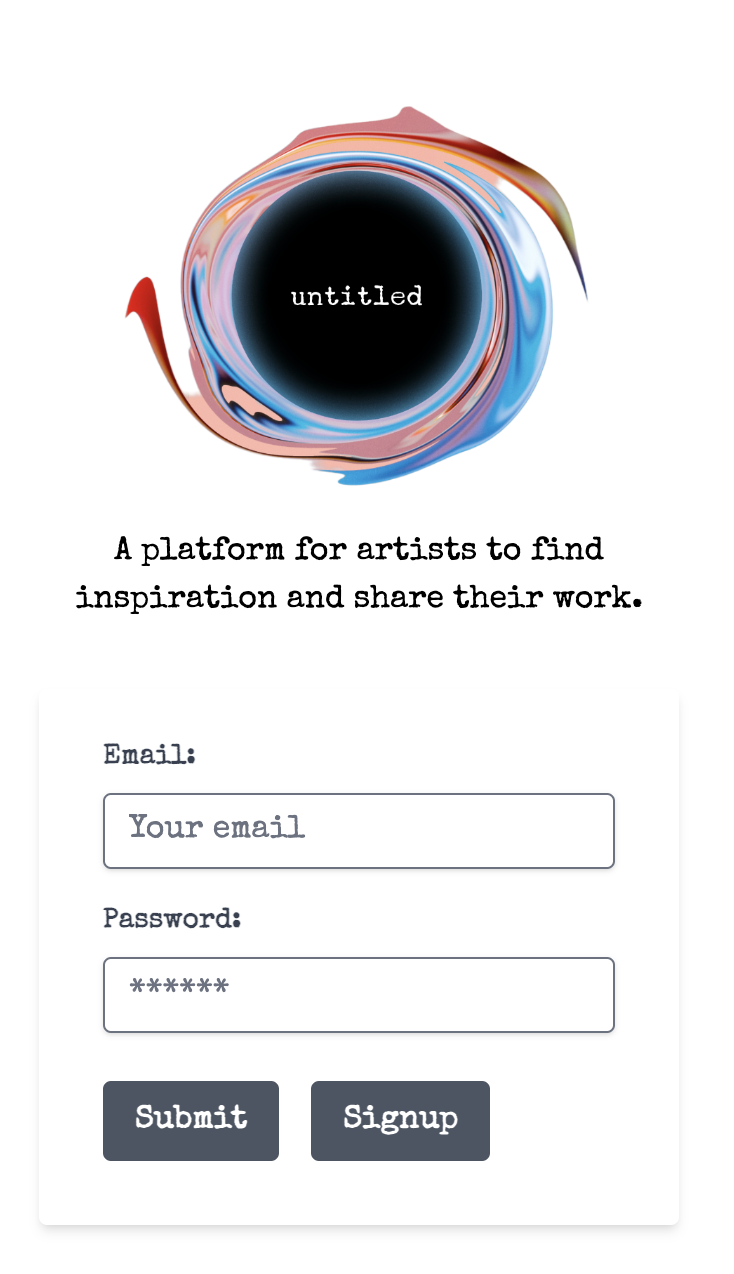 untitled
A platform for artists to find
inspiration and share their work.
Email:
Your email
Password:
******
Submit Signup